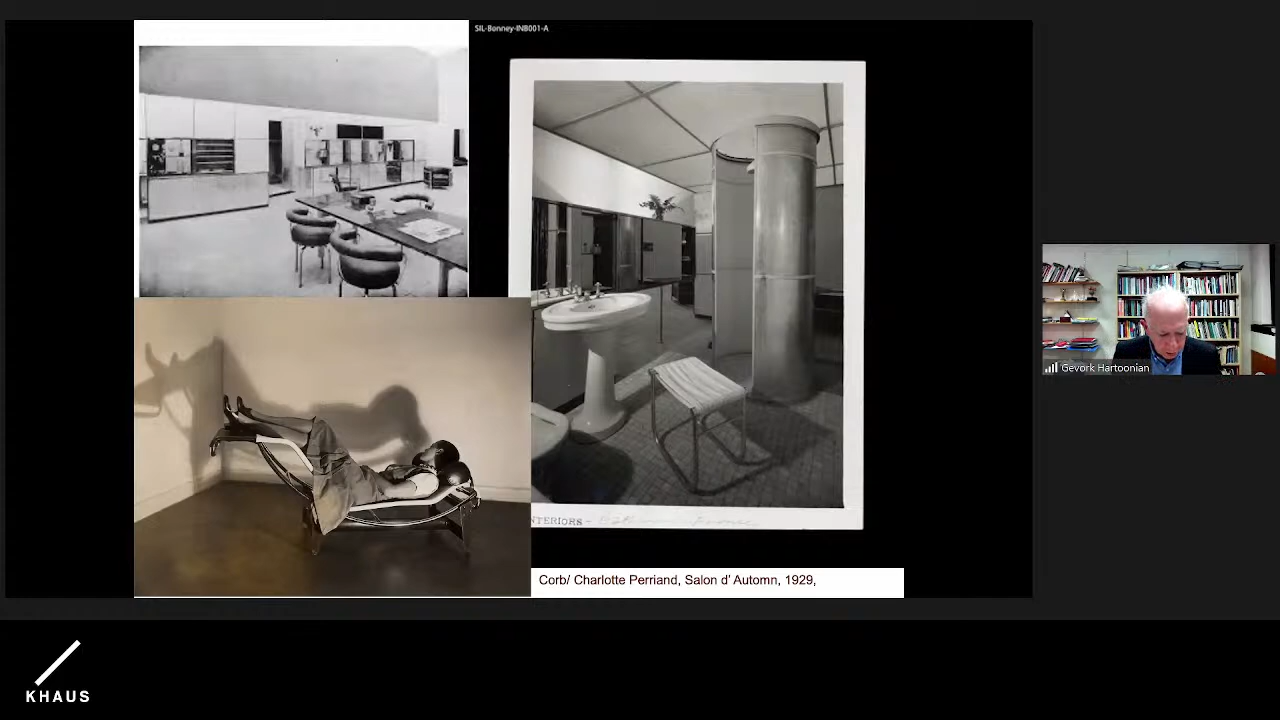 SIL-Bonney-INB001-A
NTERIORS -
Corb/ Charlotte Perriand, Salon d' Automn, 1929,
Gevork Hartoonian
KHAUS